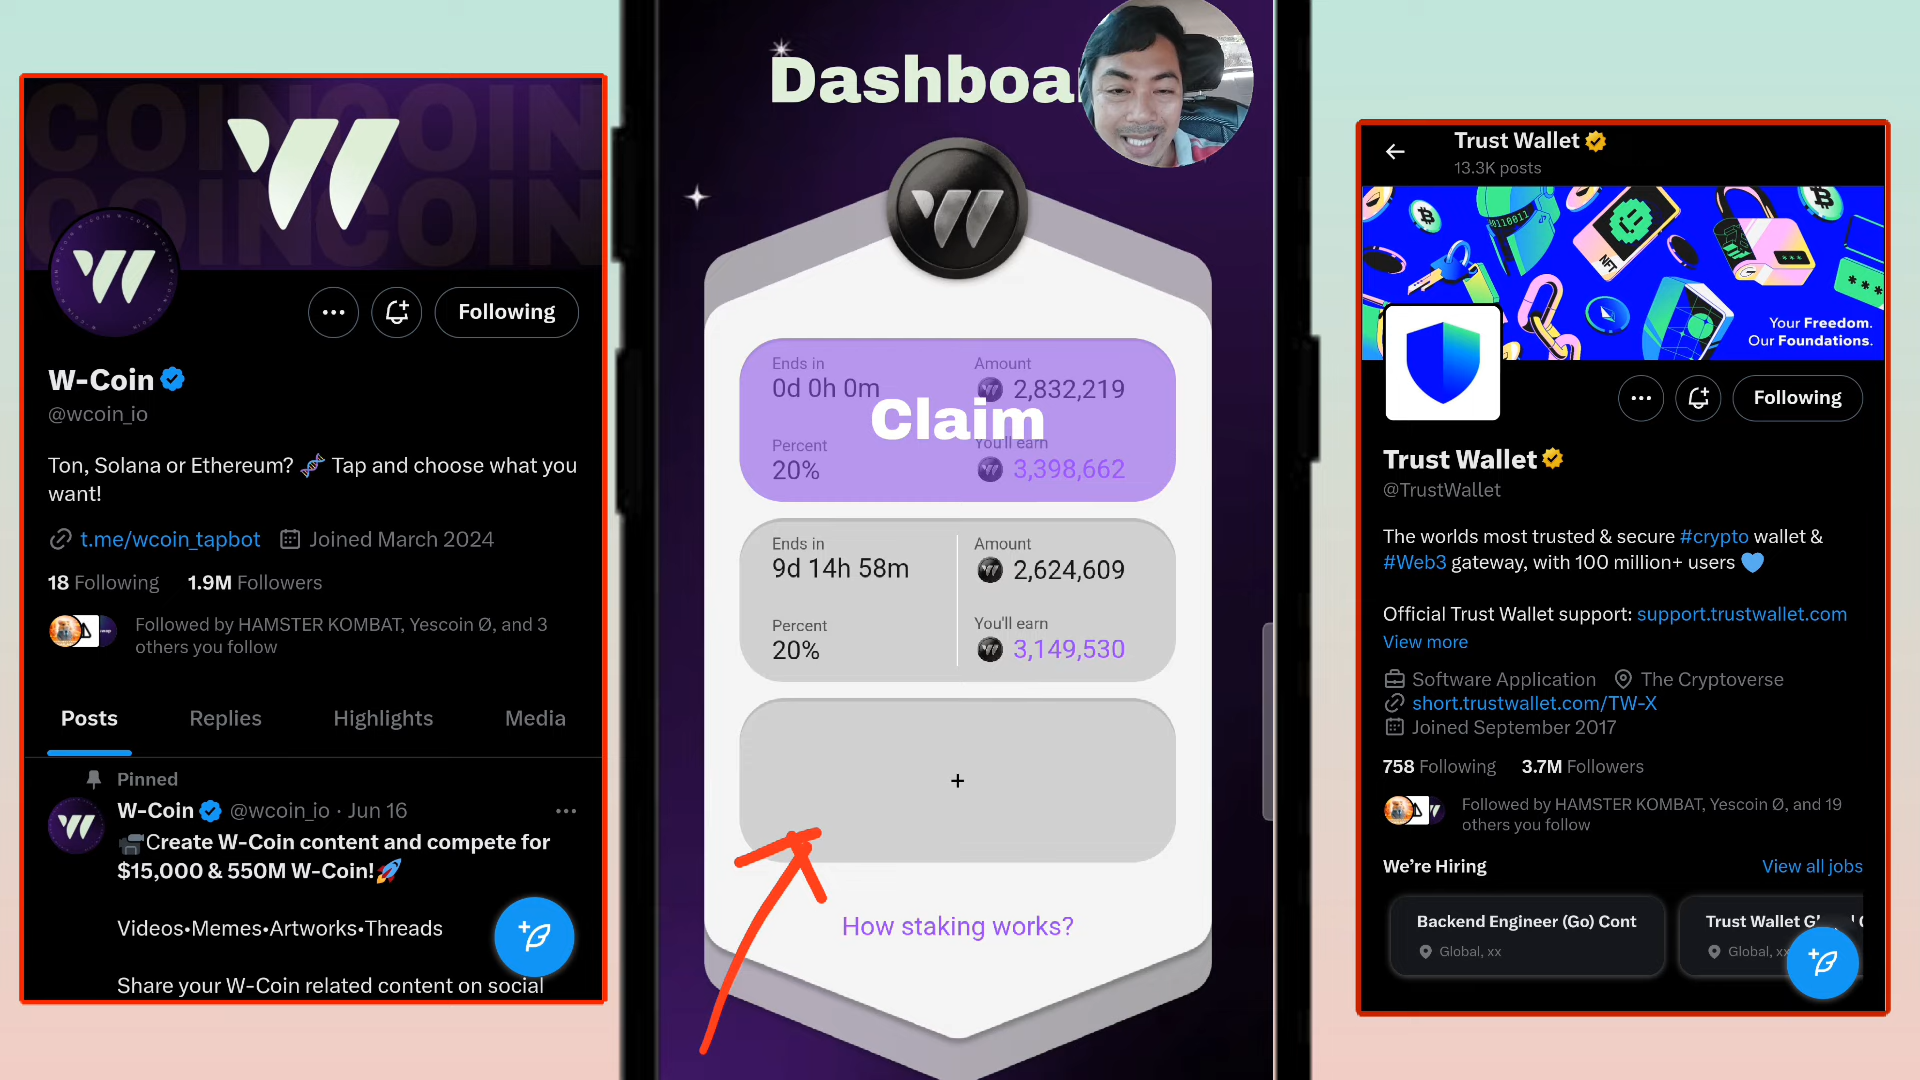 COIN COIN
COIN COIN
Following
W-Coin
@wcoin_io
Ton, Solana or Ethereum? 🧬 Tap and choose what you
want!
t.me/wcoin_tapbot Joined March 2024
18 Following 1.9M Followers
Followed by HAMSTER KOMBAT, Yescoin Ø, and 3
others you follow
Posts Replies Highlights Media
Pinned
W-Coin @wcoin_io · Jun 16
🎥Create W-Coin content and compete for
$15,000 & 550M W-Coin!🚀
Videos•Memes•Artworks•Threads
Share your W-Coin related content on social
Dashboa
Ends in
0d 0h 0m
Amount
2,832,219
Claim
Percent
20%
You'll earn
3,398,662
Ends in
9d 14h 58m
Amount
2,624,609
Percent
20%
You'll earn
3,149,530
+
How staking works?
Trust Wallet
13.3K posts
NFT
Your Freedom.
Our Foundations.
Following
Trust Wallet
@TrustWallet
The worlds most trusted & secure #crypto wallet &
#Web3 gateway, with 100 million+ users 💙
Official Trust Wallet support: support.trustwallet.com
View more
Software Application The Cryptoverse
short.trustwallet.com/TW-X
Joined September 2017
758 Following 3.7M Followers
Followed by HAMSTER KOMBAT, Yescoin Ø, and 19
others you follow
We're Hiring View all jobs
Backend Engineer (Go) Cont
Global, xx
Trust Wallet
Global, xx